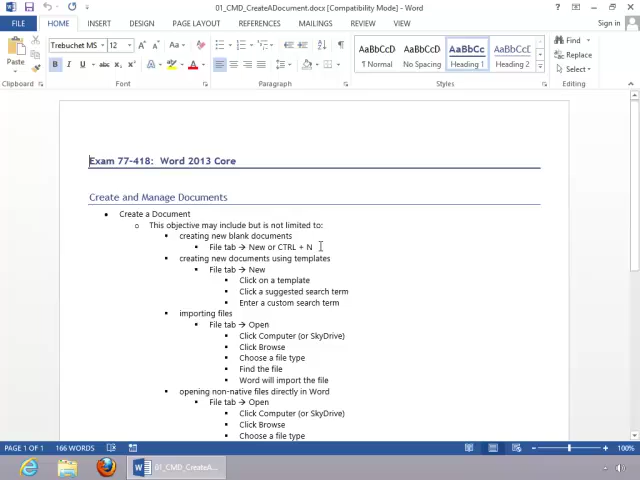 01_CMD_CreateADocument.docx [Compatibility Mode] - Word
Sign in
FILE HOME INSERT DESIGN PAGE LAYOUT REFERENCES MAILINGS REVIEW VIEW
Trebuchet MS 12
Paste
Clipboard Font Paragraph Styles Editing
AaBbCcD AaBbCcD AaBbCc AaBbCcD
¶ Normal No Spacing Heading 1 Heading 2
Find
Replace
Select
Exam 77-418: Word 2013 Core
Create and Manage Documents
• Create a Document
o This objective may include but is not limited to:
▪ creating new blank documents
▪ File tab → New or CTRL + N
▪ creating new documents using templates
▪ File tab → New
▪ Click on a template
▪ Click a suggested search term
▪ Enter a custom search term
▪ importing files
▪ File tab → Open
▪ Click Computer (or SkyDrive)
▪ Click Browse
▪ Choose a file type
▪ Find the file
▪ Word will import the file
▪ opening non-native files directly in Word
▪ File tab → Open
▪ Click Computer (or SkyDrive)
▪ Click Browse
▪ Choose a file type
PAGE 1 OF 1 166 WORDS 100%
01_CMD_CreateA...